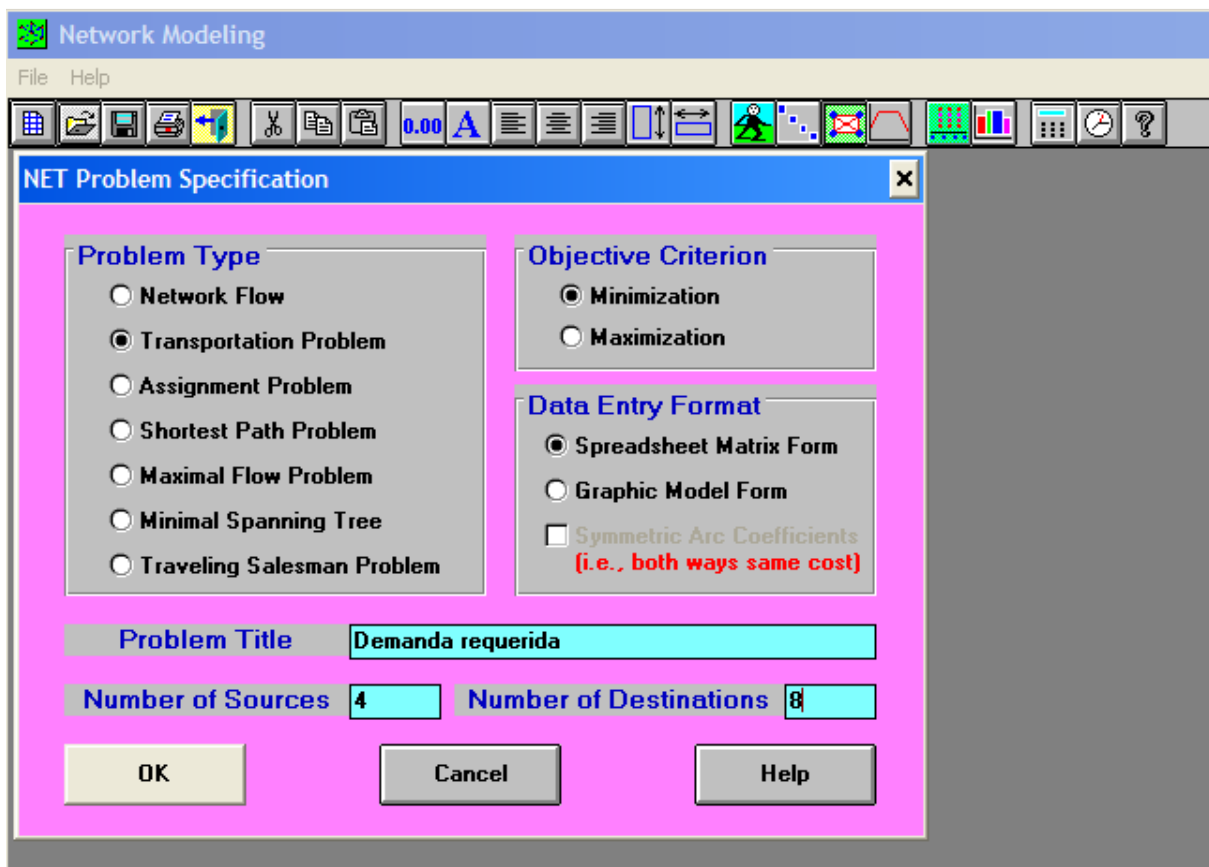 Network Modeling
File Help
0.00 A ?
NET Problem Specification
Problem Type
Network Flow
Transportation Problem
Assignment Problem
Shortest Path Problem
Maximal Flow Problem
Minimal Spanning Tree
Traveling Salesman Problem
Objective Criterion
Minimization
Maximization
Data Entry Format
Spreadsheet Matrix Form
Graphic Model Form
Symmetric Arc Coefficients
(i.e., both ways same cost)
Problem Title Demanda requerida
Number of Sources 4 Number of Destinations 8
OK Cancel Help